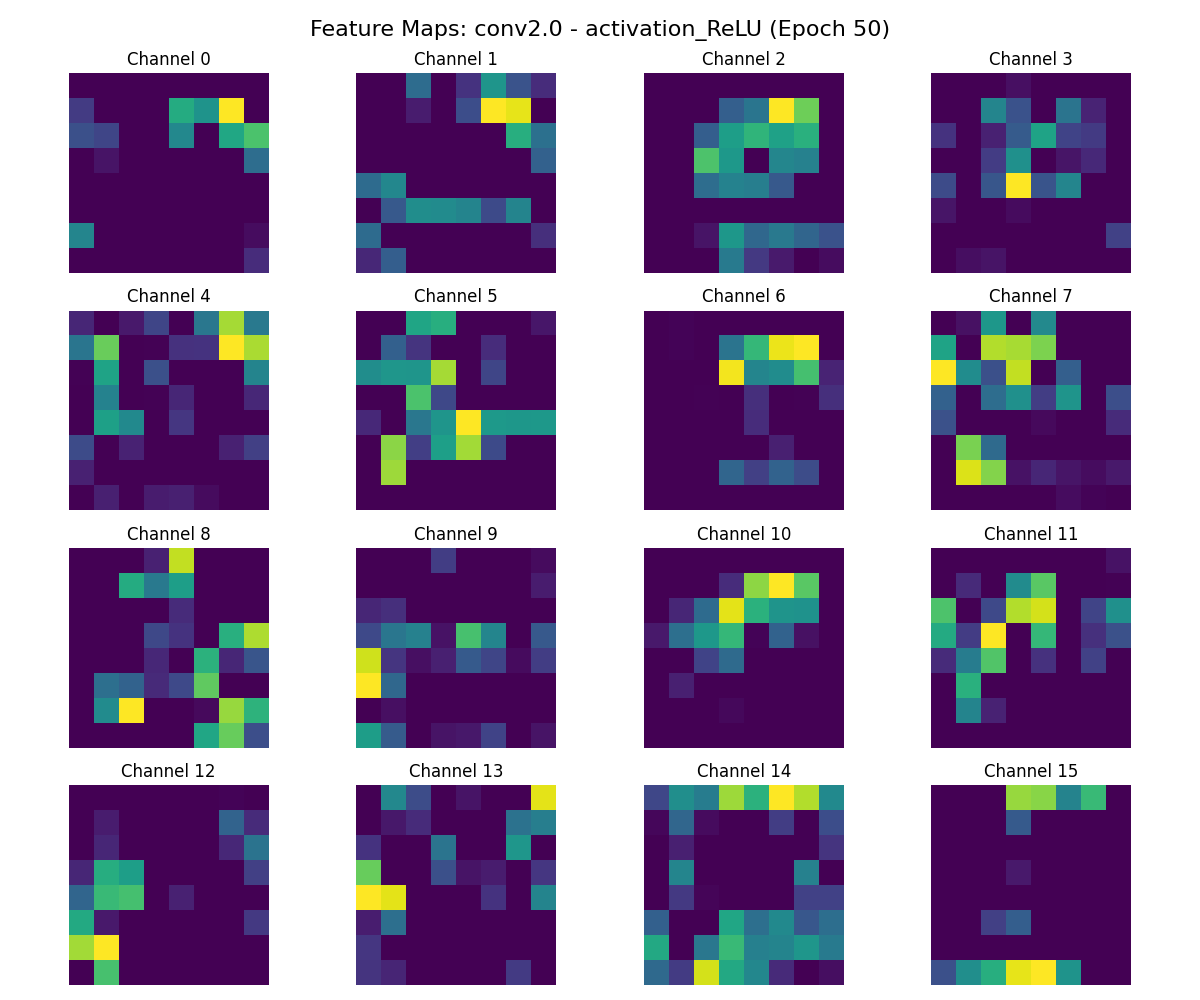 Feature Maps: conv2.0 - activation_ReLU (Epoch 50)
Channel 0
Channel 1
Channel 2
Channel 3
Channel 4
Channel 5
Channel 6
Channel 7
Channel 8
Channel 9
Channel 10
Channel 11
Channel 12
Channel 13
Channel 14
Channel 15